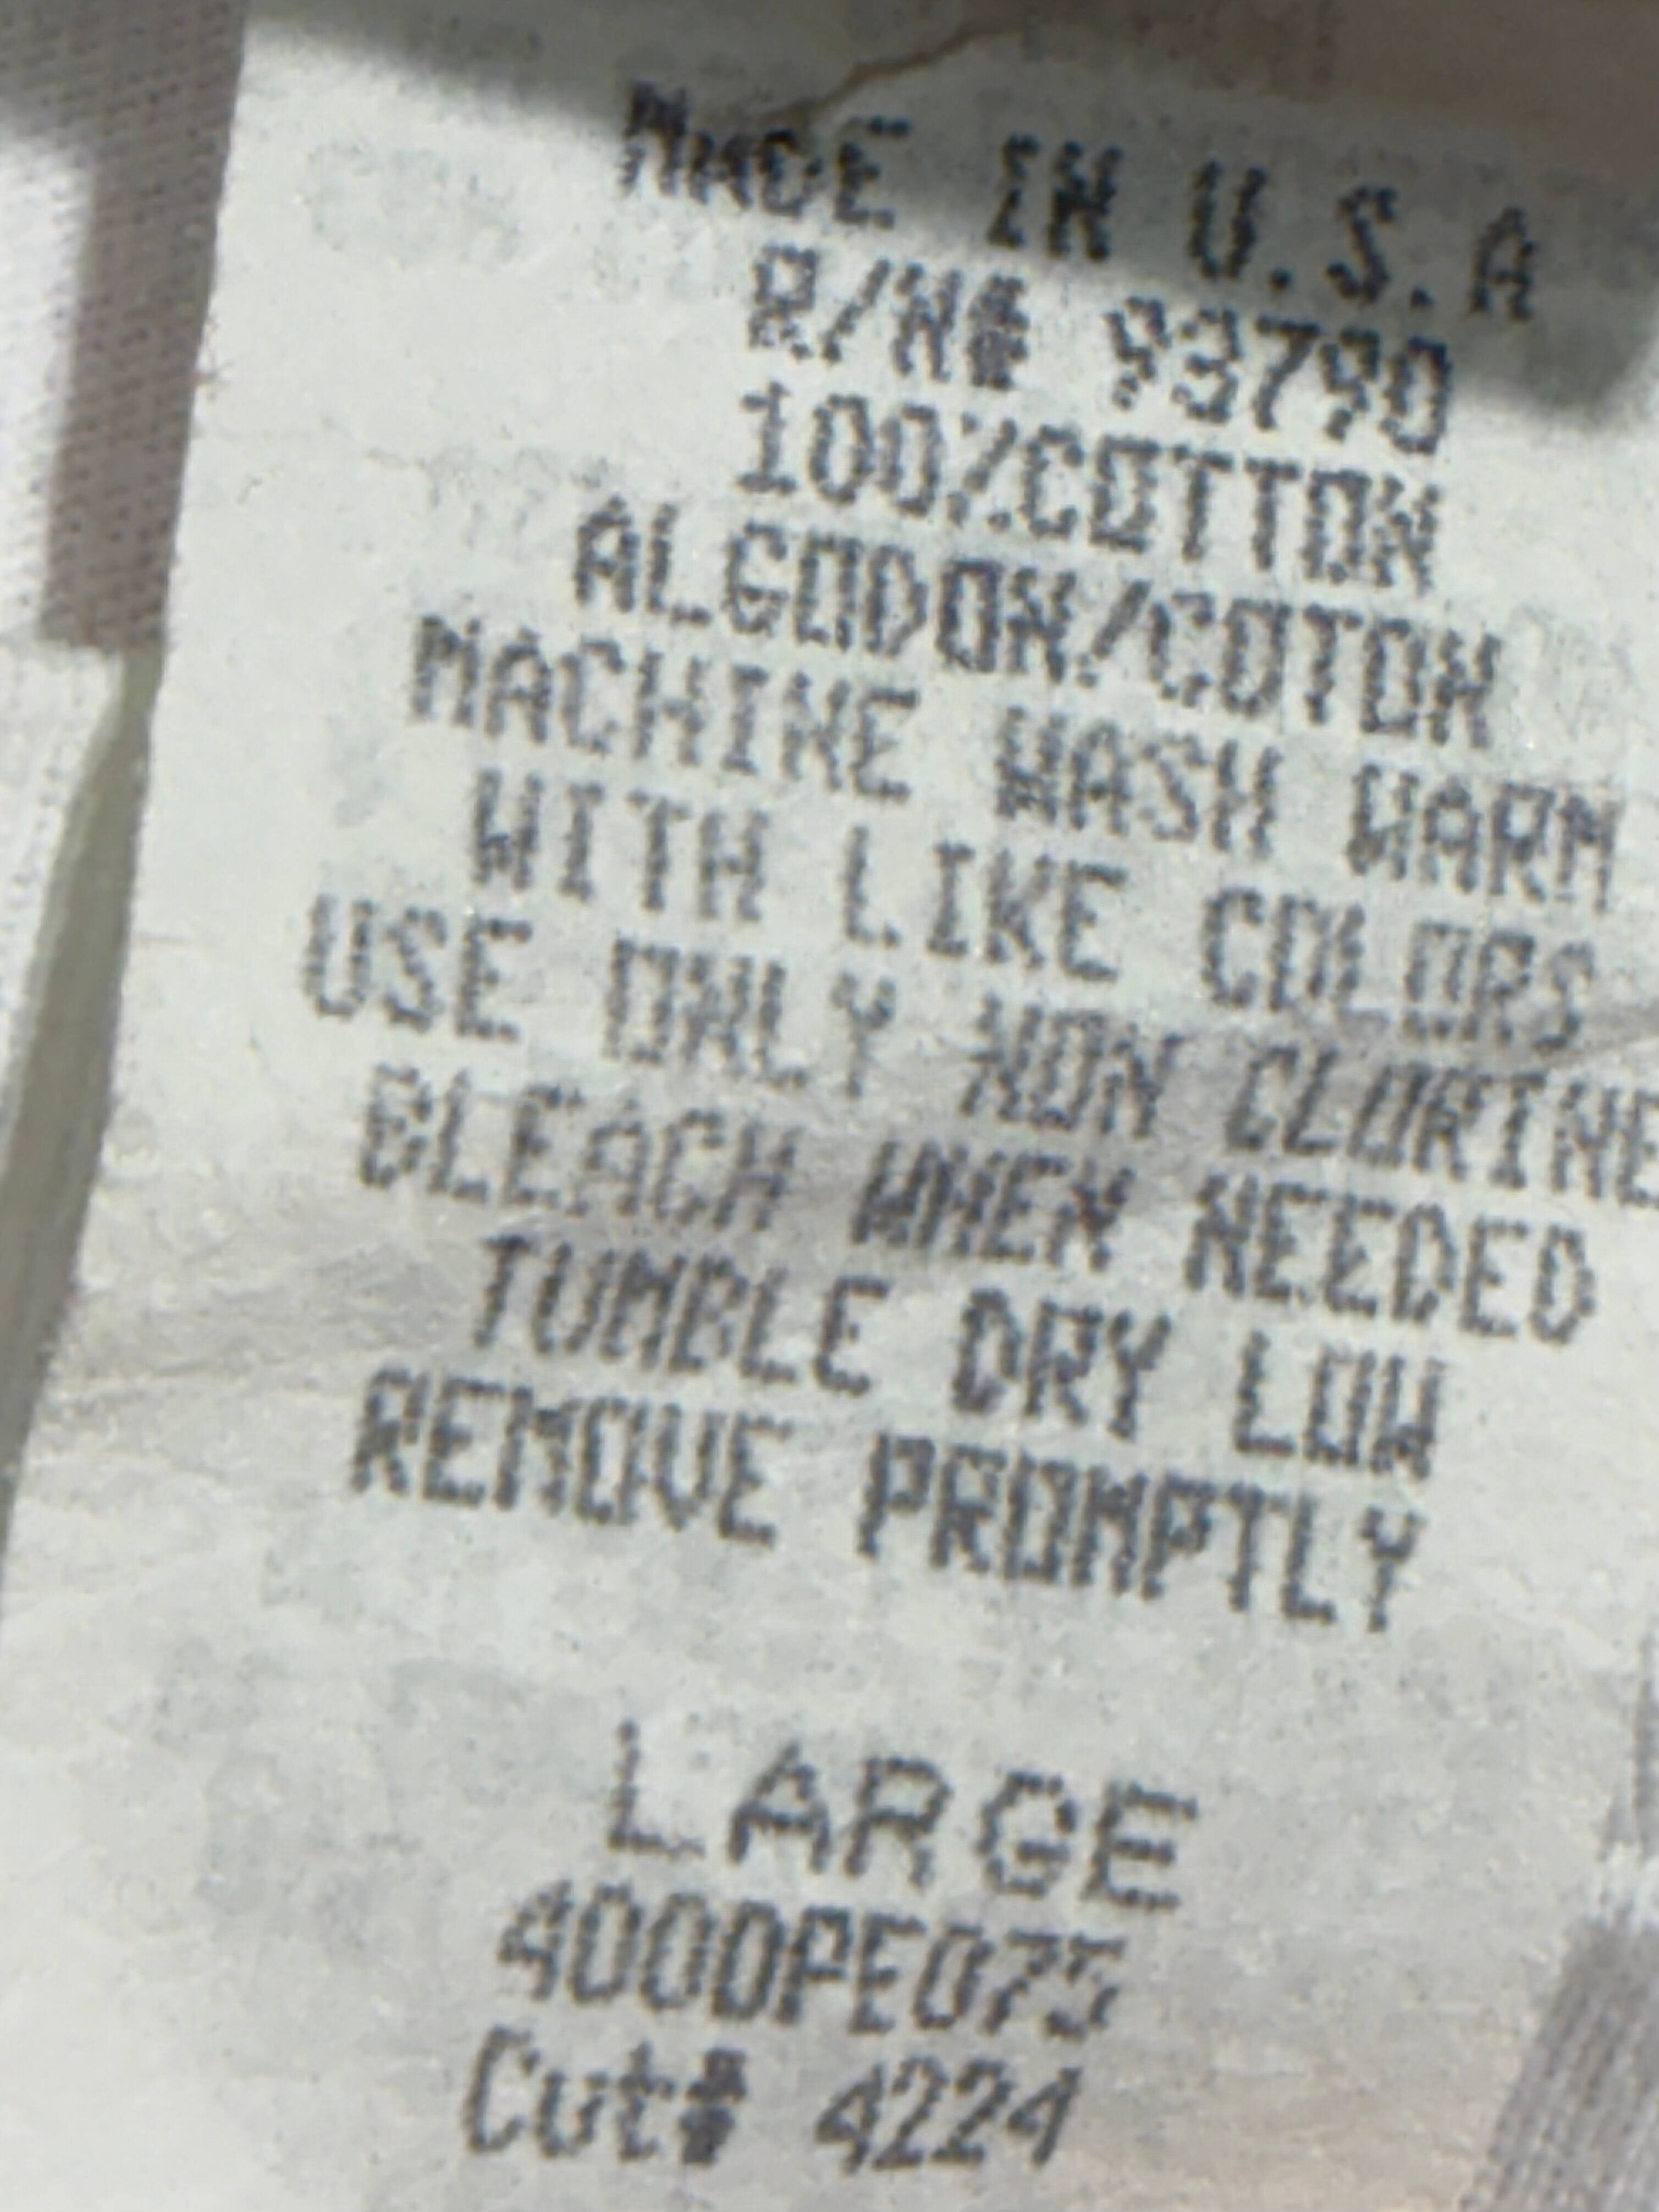 MADE IN U.S.A
R/N# 93790
100%COTTON
ALGODON/COTON
MACHINE WASH WARM
WITH LIKE COLORS
USE ONLY NON CLORINE
BLEACH WHEN NEEDED
TUMBLE DRY LOW
REMOVE PROMPTLY
LARGE
4000PE075
Cut# 4224